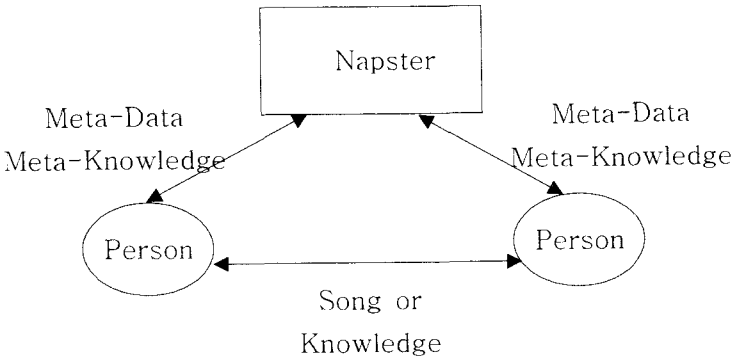 Napster
Meta-Data
Meta-Knowledge
Meta-Data
Meta-Knowledge
Person
Person
Song or
Knowledge